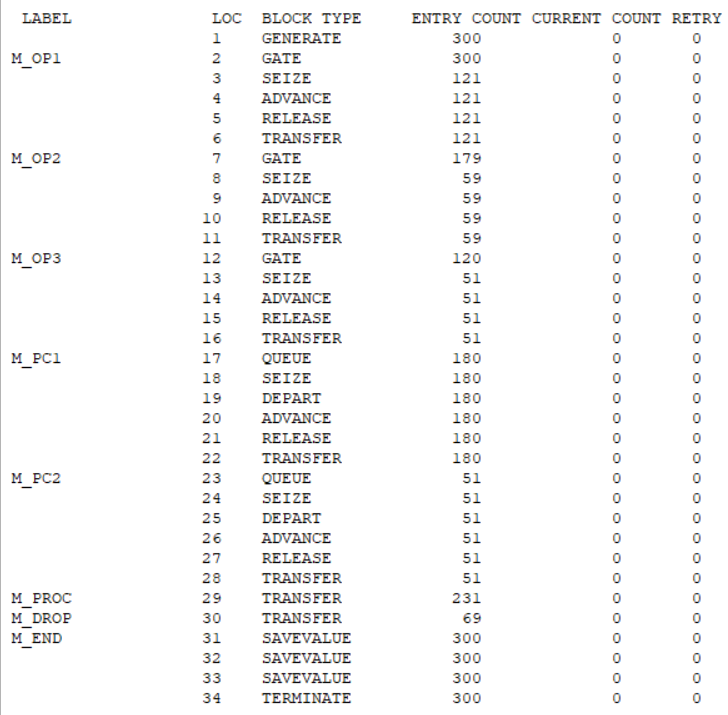 LABEL LOC BLOCK TYPE ENTRY COUNT CURRENT COUNT RETRY
1 GENERATE 300 0 0
M_OP1 2 GATE 300 0 0
3 SEIZE 121 0 0
4 ADVANCE 121 0 0
5 RELEASE 121 0 0
6 TRANSFER 121 0 0
M_OP2 7 GATE 179 0 0
8 SEIZE 59 0 0
9 ADVANCE 59 0 0
10 RELEASE 59 0 0
11 TRANSFER 59 0 0
M_OP3 12 GATE 120 0 0
13 SEIZE 51 0 0
14 ADVANCE 51 0 0
15 RELEASE 51 0 0
16 TRANSFER 51 0 0
M_PC1 17 QUEUE 180 0 0
18 SEIZE 180 0 0
19 DEPART 180 0 0
20 ADVANCE 180 0 0
21 RELEASE 180 0 0
22 TRANSFER 180 0 0
M_PC2 23 QUEUE 51 0 0
24 SEIZE 51 0 0
25 DEPART 51 0 0
26 ADVANCE 51 0 0
27 RELEASE 51 0 0
28 TRANSFER 51 0 0
M_PROC 29 TRANSFER 231 0 0
M_DROP 30 TRANSFER 69 0 0
M_END 31 SAVEVALUE 300 0 0
32 SAVEVALUE 300 0 0
33 SAVEVALUE 300 0 0
34 TERMINATE 300 0 0